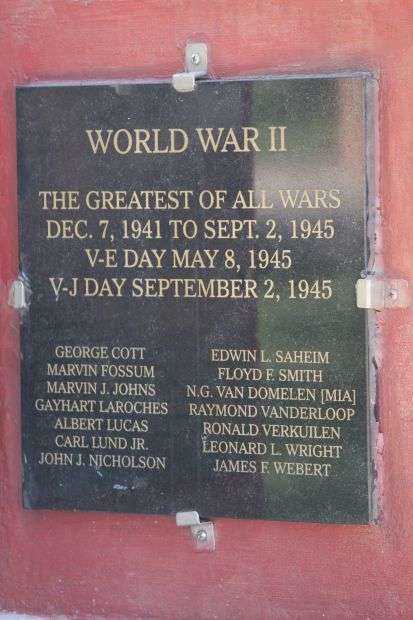 WORLD WAR II
THE GREATEST OF ALL WARS
DEC. 7, 1941 TO SEPT. 2, 1945
V-E DAY MAY 8, 1945
V-J DAY SEPTEMBER 2, 1945
GEORGE COTT
MARVIN FOSSUM
MARVIN J. JOHNS
GAYHART LAROCHES
ALBERT LUCAS
CARL LUND JR.
JOHN J. NICHOLSON
EDWIN L. SAHEIM
FLOYD F. SMITH
N.G. VAN DOMELEN [MIA]
RAYMOND VANDERLOOP
RONALD VERKUILEN
LEONARD L. WRIGHT
JAMES F. WEBERT